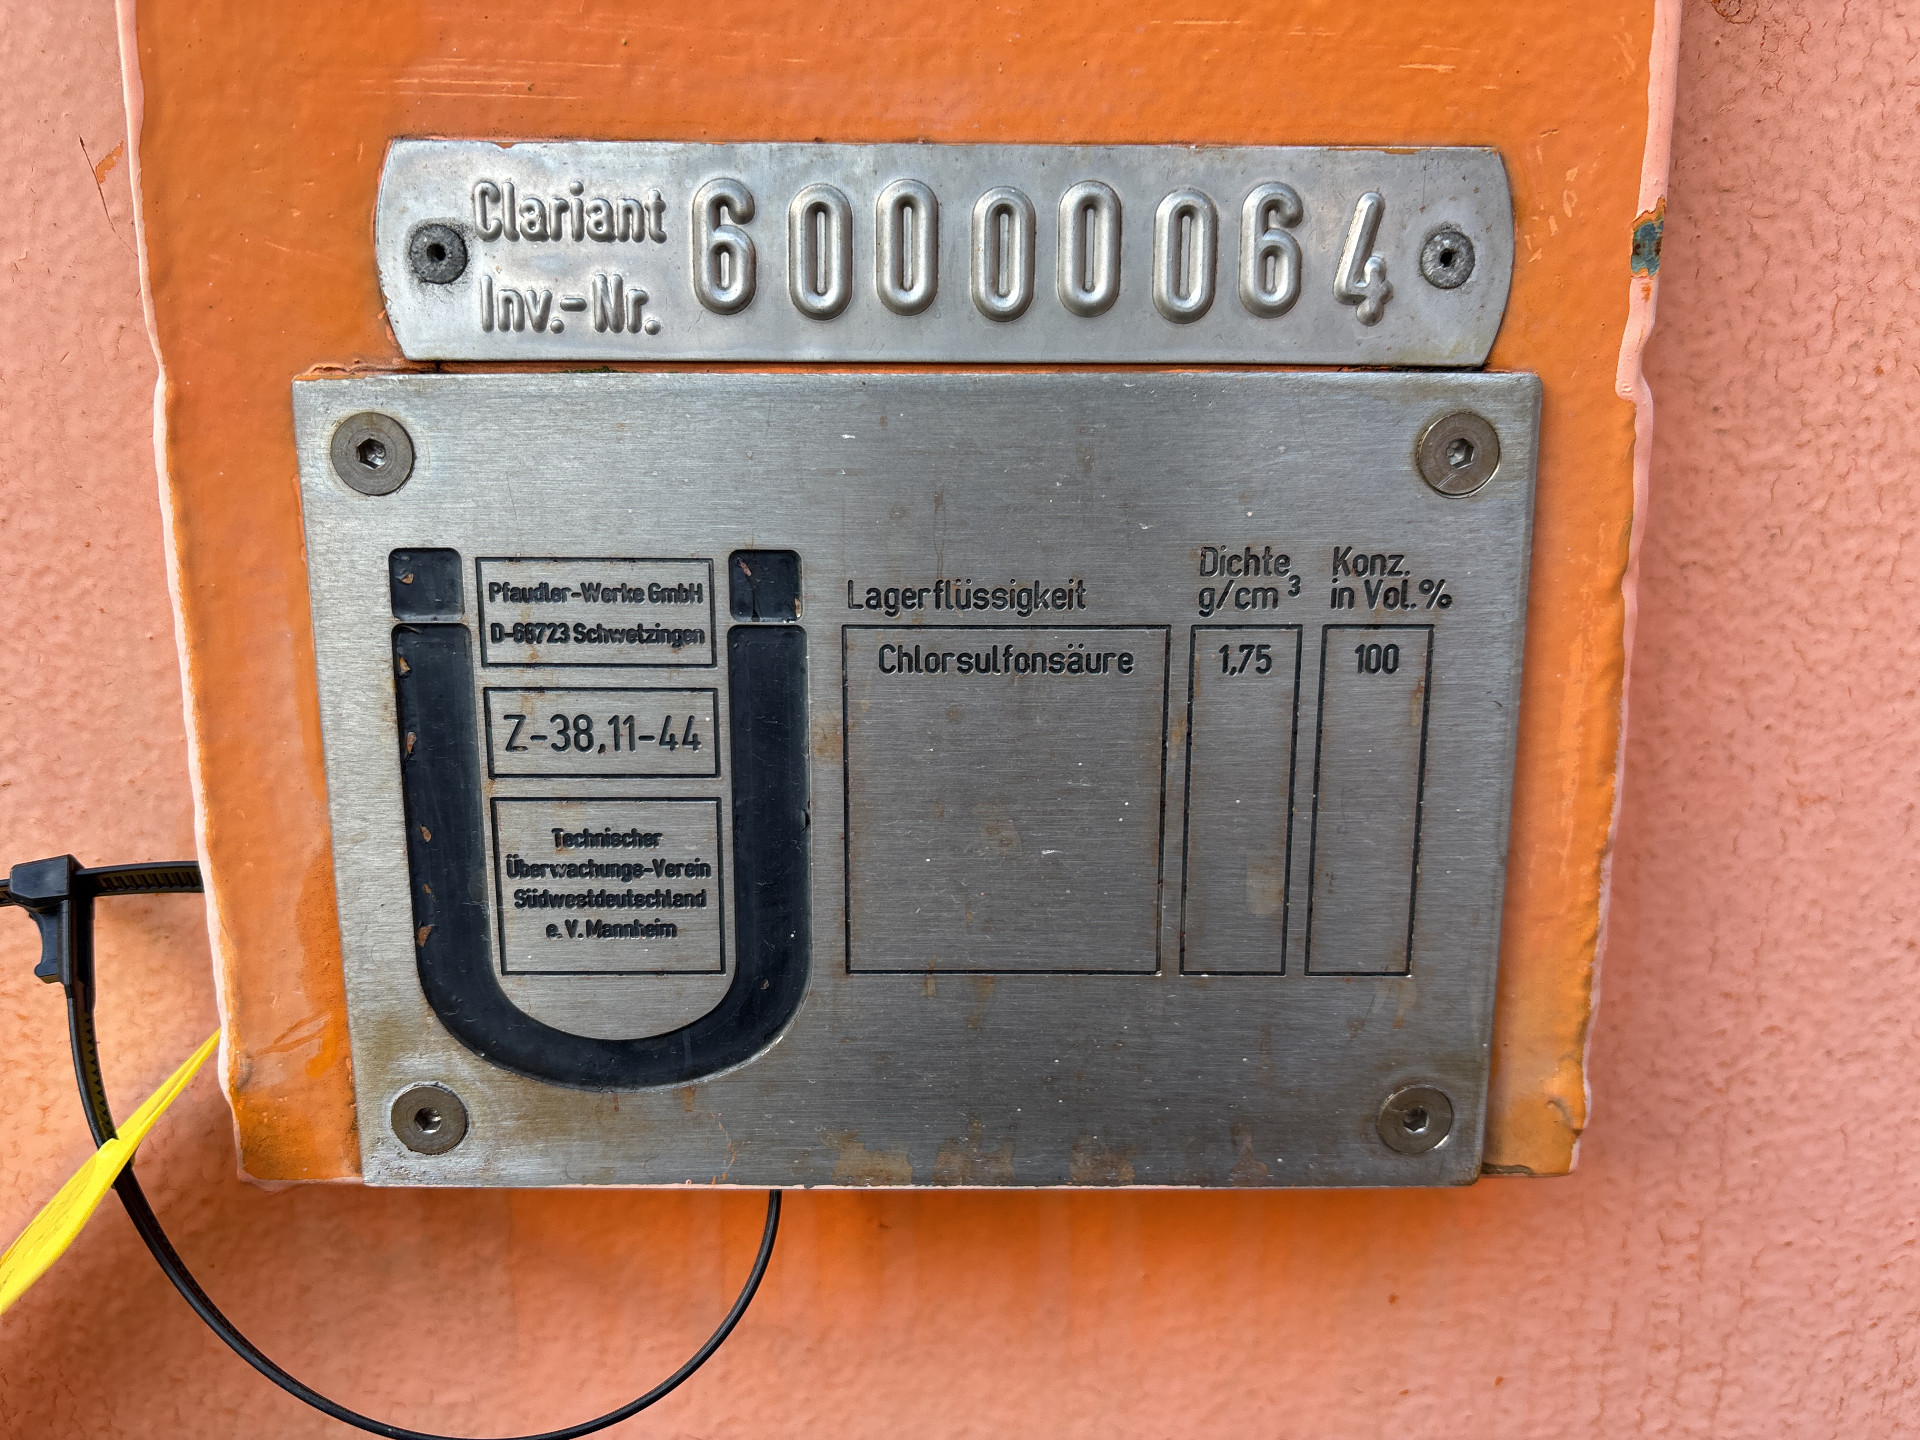 Clariant 60000064
Inv.-Nr.
Pfaudler-Werke GmbH
D-68723 Schwetzingen
Z-38,11-44
Technischer
Überwachungs-Verein
Südwestdeutschland
e.V. Mannheim
Lagerflüssigkeit
Dichte
g/cm³
Konz.
in Vol.%
Chlorsulfonsäure 1,75 100